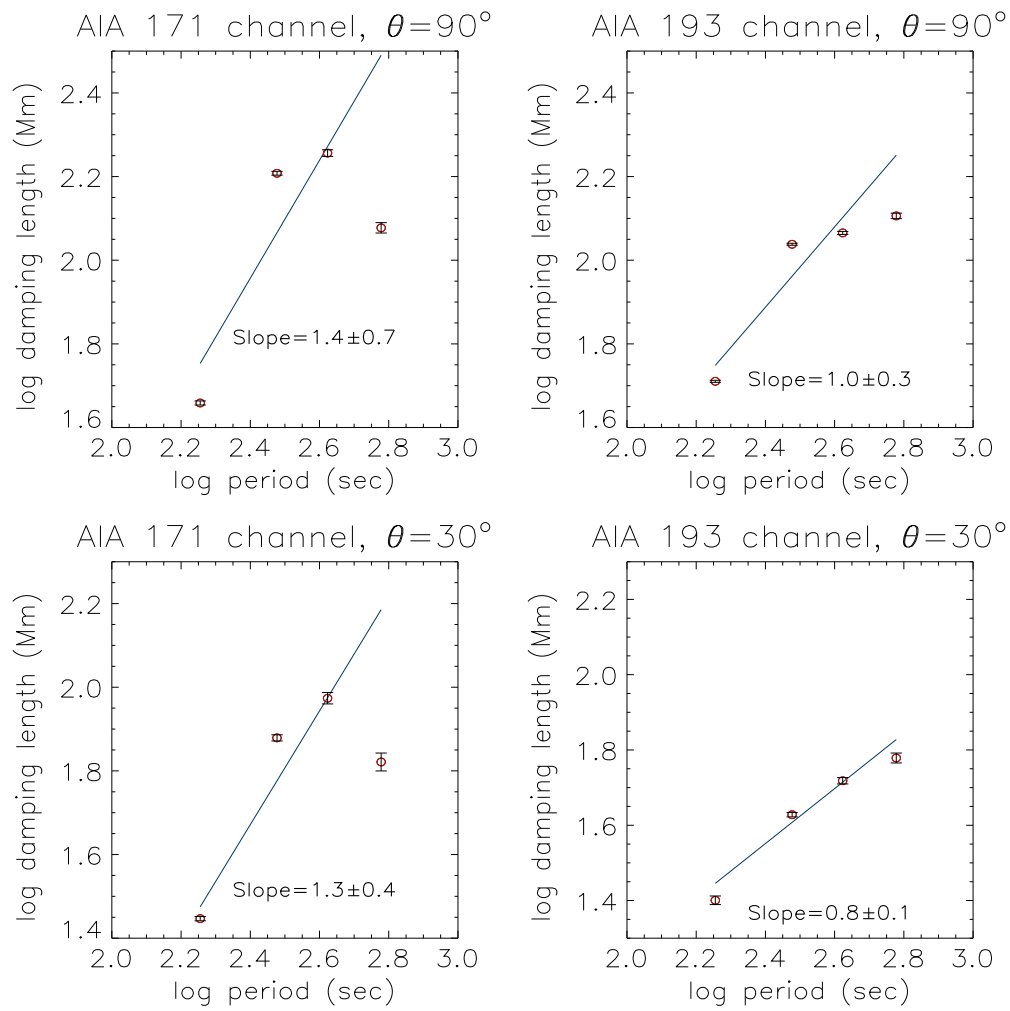 AIA 171 channel, θ=90°
log damping length (Mm)
2.4
2.2
2.0
1.8
1.6
Slope=1.4±0.7
2.0 2.2 2.4 2.6 2.8 3.0
log period (sec)
AIA 193 channel, θ=90°
log damping length (Mm)
2.4
2.2
2.0
1.8
1.6
Slope=1.0±0.3
2.0 2.2 2.4 2.6 2.8 3.0
log period (sec)
AIA 171 channel, θ=30°
log damping length (Mm)
2.2
2.0
1.8
1.6
1.4
Slope=1.3±0.4
2.0 2.2 2.4 2.6 2.8 3.0
log period (sec)
AIA 193 channel, θ=30°
log damping length (Mm)
2.2
2.0
1.8
1.6
1.4
Slope=0.8±0.1
2.0 2.2 2.4 2.6 2.8 3.0
log period (sec)